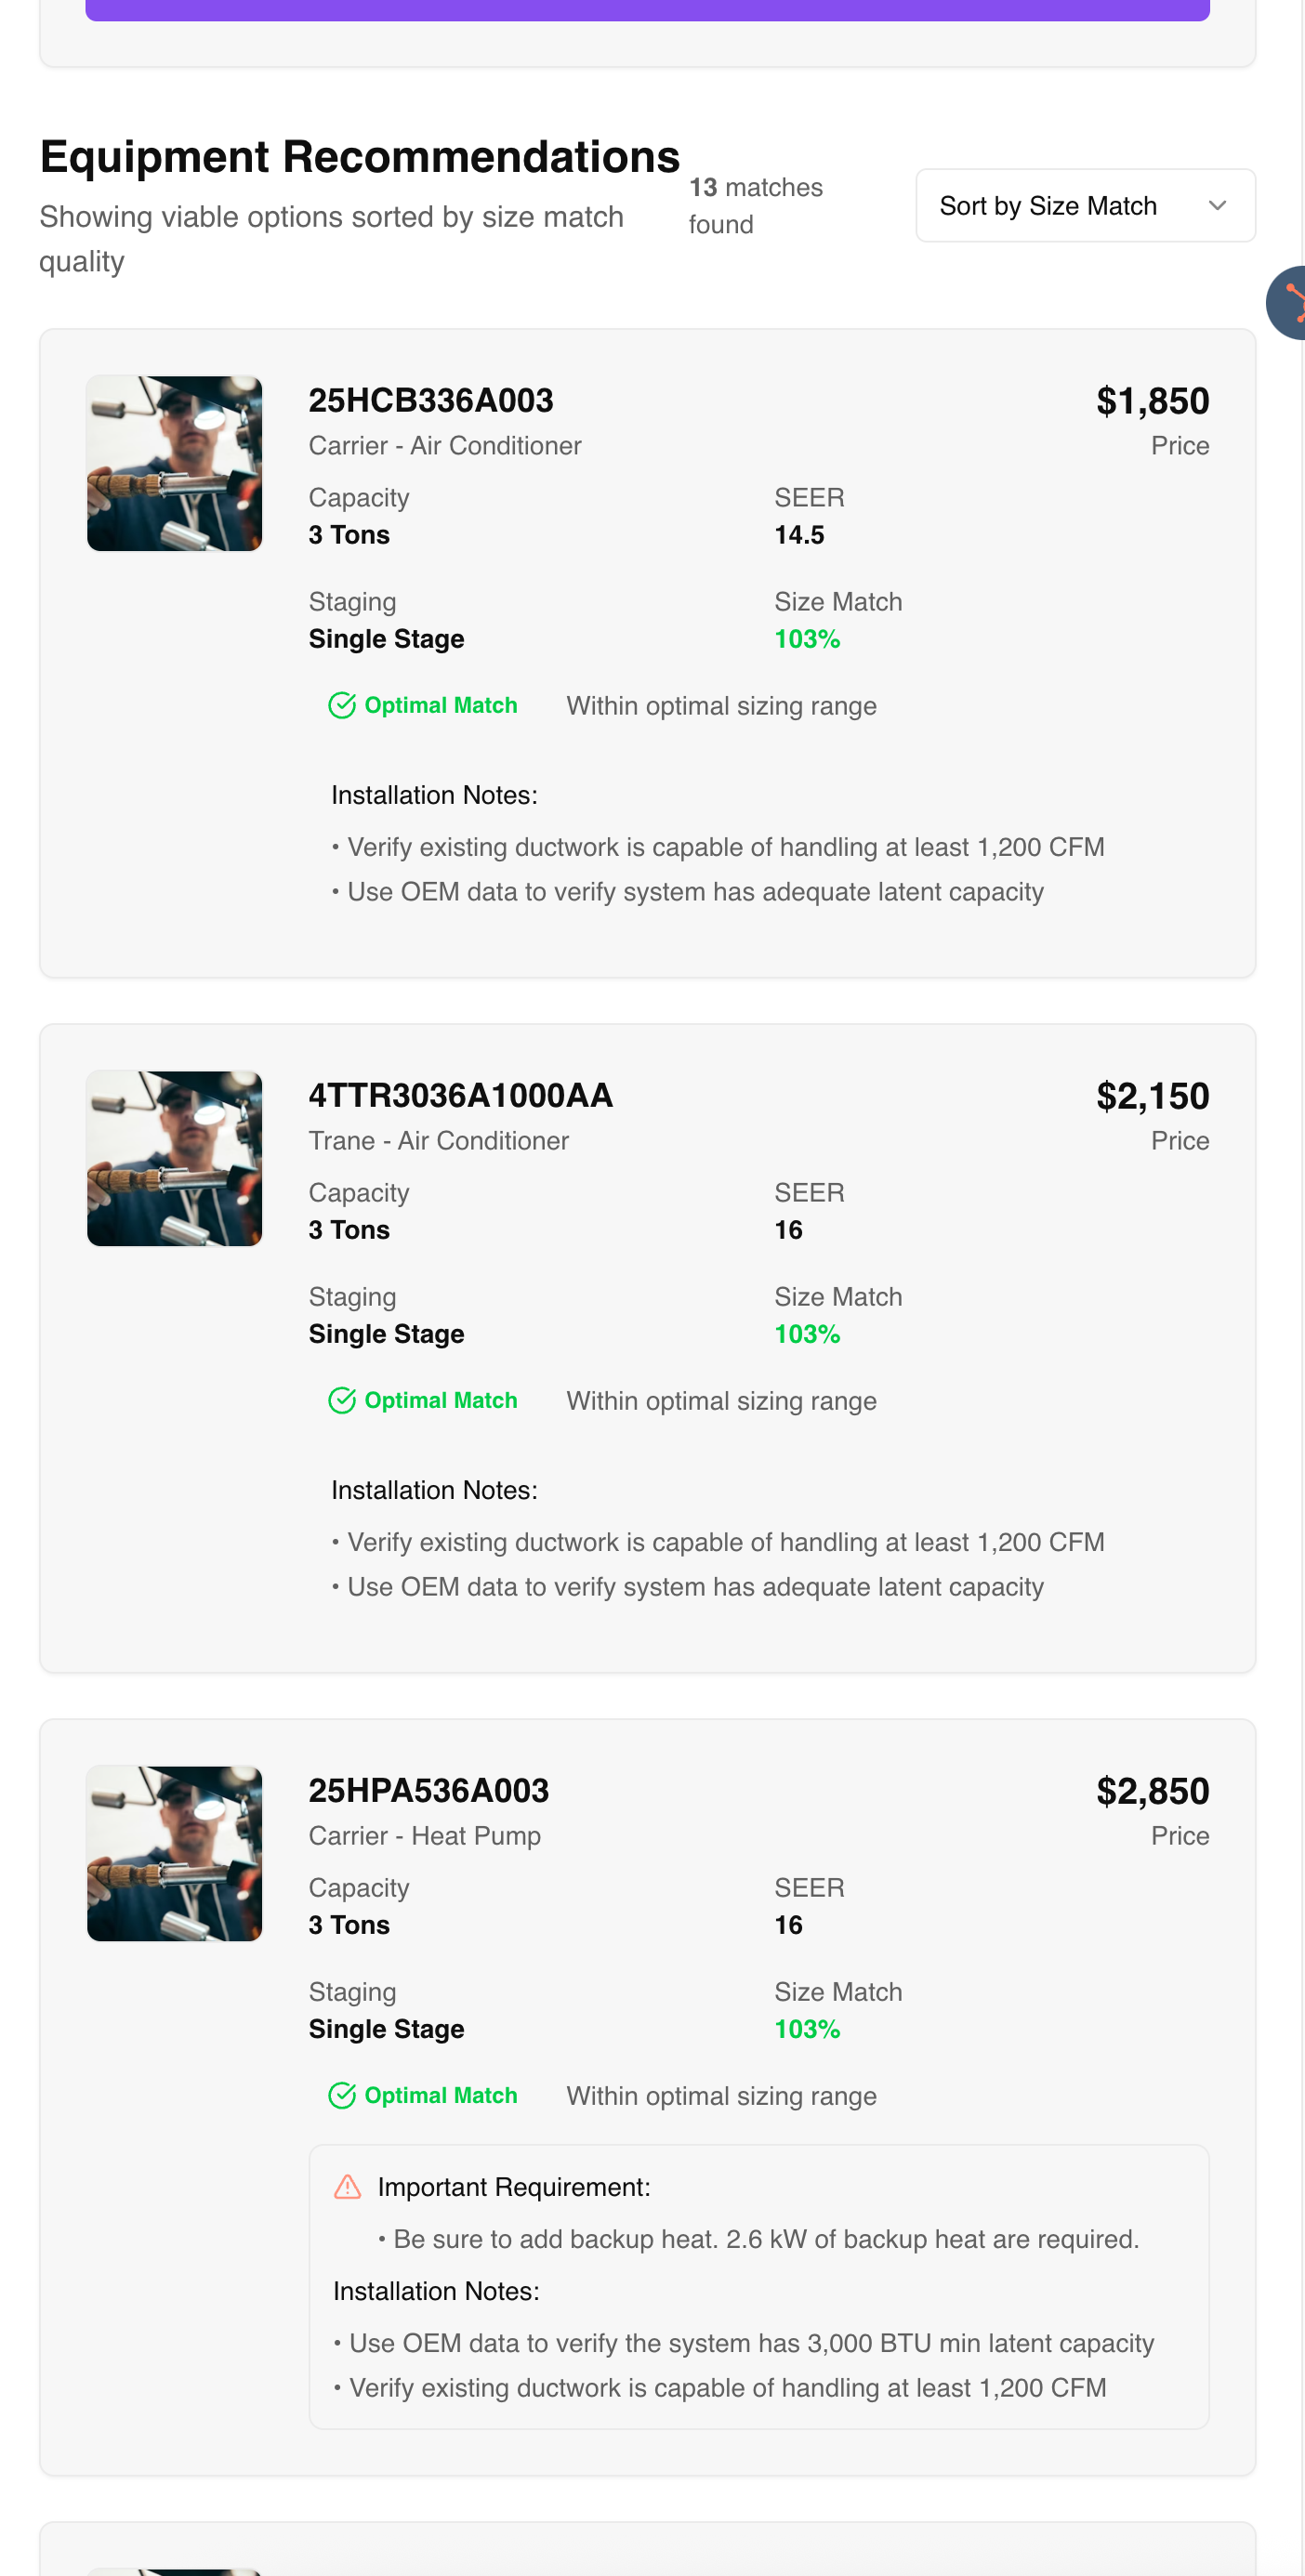 Equipment Recommendations
Showing viable options sorted by size match
quality
13 matches
found
Sort by Size Match
25HCB336A003
$1,850
Carrier - Air Conditioner
Price
Capacity
SEER
3 Tons
14.5
Staging
Size Match
Single Stage
103%
Optimal Match
Within optimal sizing range
Installation Notes:
• Verify existing ductwork is capable of handling at least 1,200 CFM
• Use OEM data to verify system has adequate latent capacity
4TTR3036A1000AA
$2,150
Trane - Air Conditioner
Price
Capacity
SEER
3 Tons
16
Staging
Size Match
Single Stage
103%
Optimal Match
Within optimal sizing range
Installation Notes:
• Verify existing ductwork is capable of handling at least 1,200 CFM
• Use OEM data to verify system has adequate latent capacity
25HPA536A003
$2,850
Carrier - Heat Pump
Price
Capacity
SEER
3 Tons
16
Staging
Size Match
Single Stage
103%
Optimal Match
Within optimal sizing range
Important Requirement:
• Be sure to add backup heat. 2.6 kW of backup heat are required.
Installation Notes:
• Use OEM data to verify the system has 3,000 BTU min latent capacity
• Verify existing ductwork is capable of handling at least 1,200 CFM